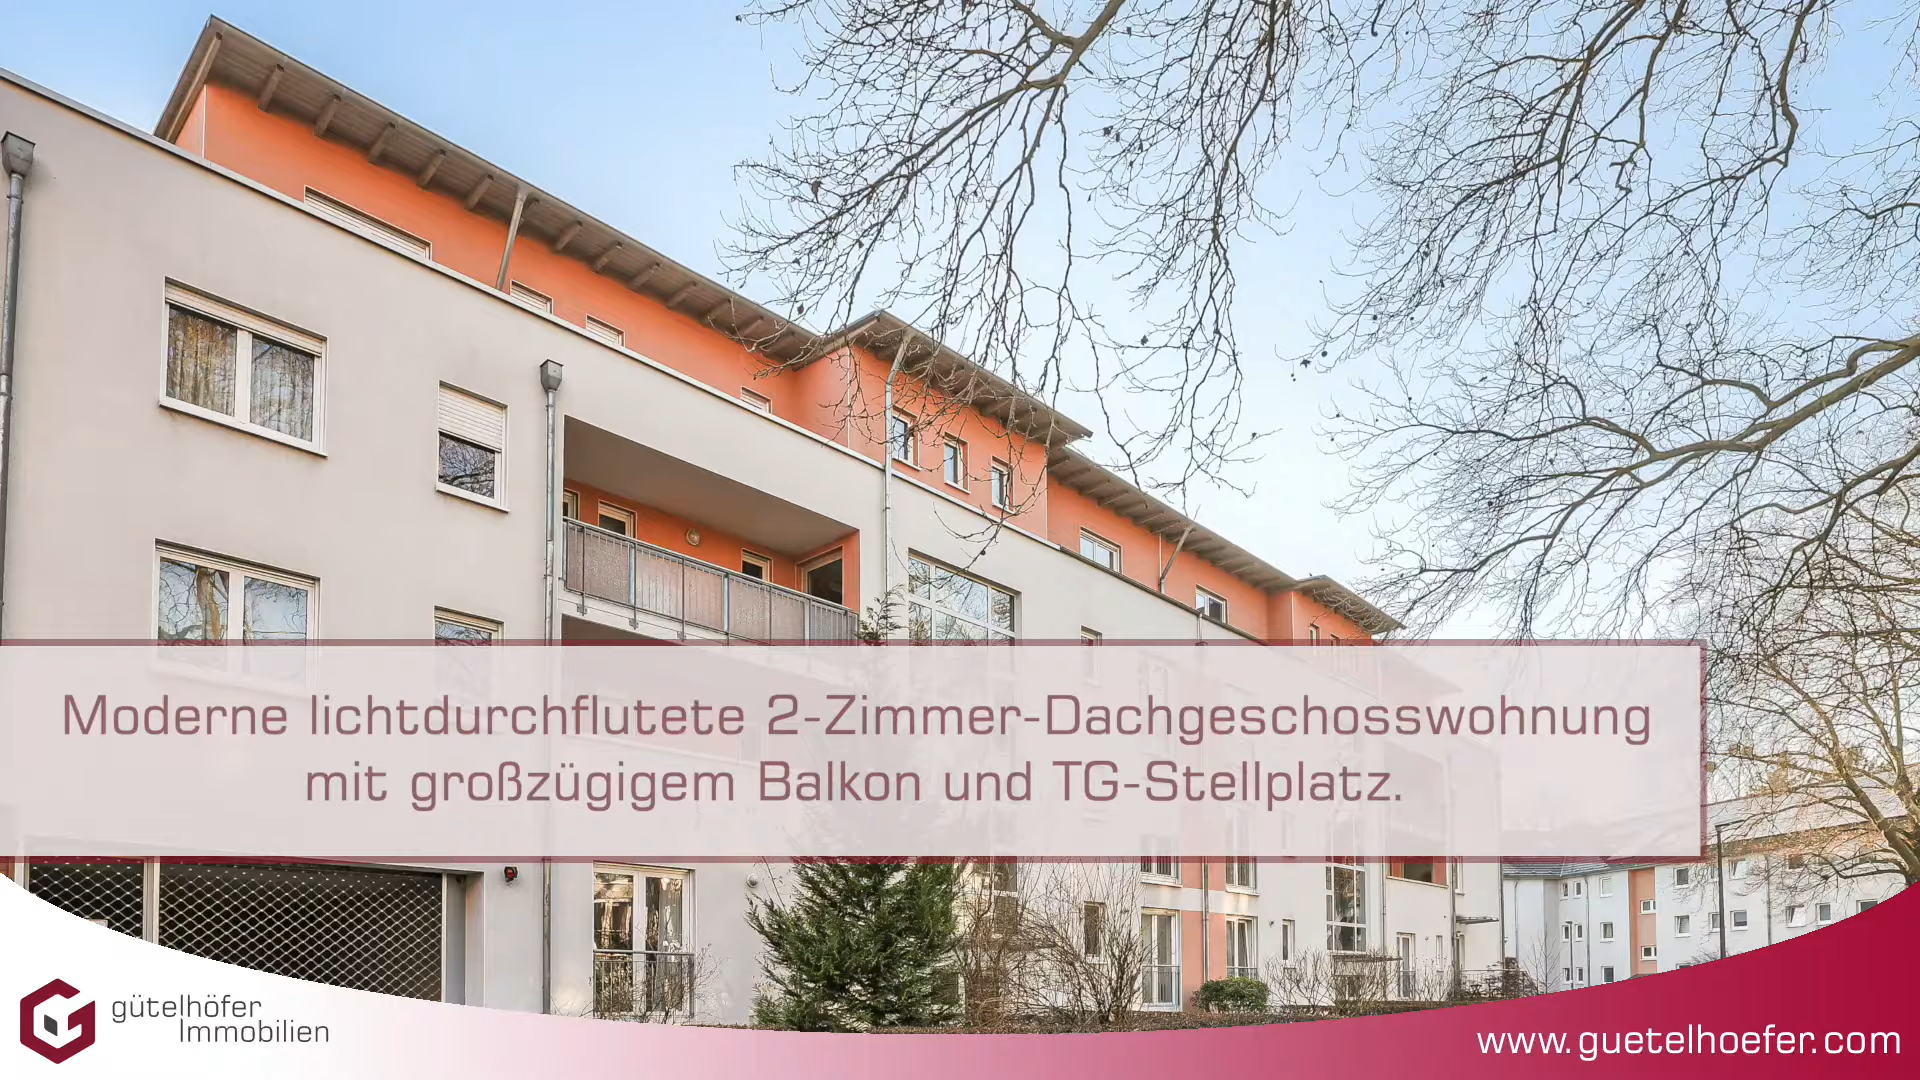 Moderne lichtdurchflutete 2-Zimmer-Dachgeschosswohnung
mit großzügigem Balkon und TG-Stellplatz.
gütelhöfer
Immobilien
www.guetelhoefer.com